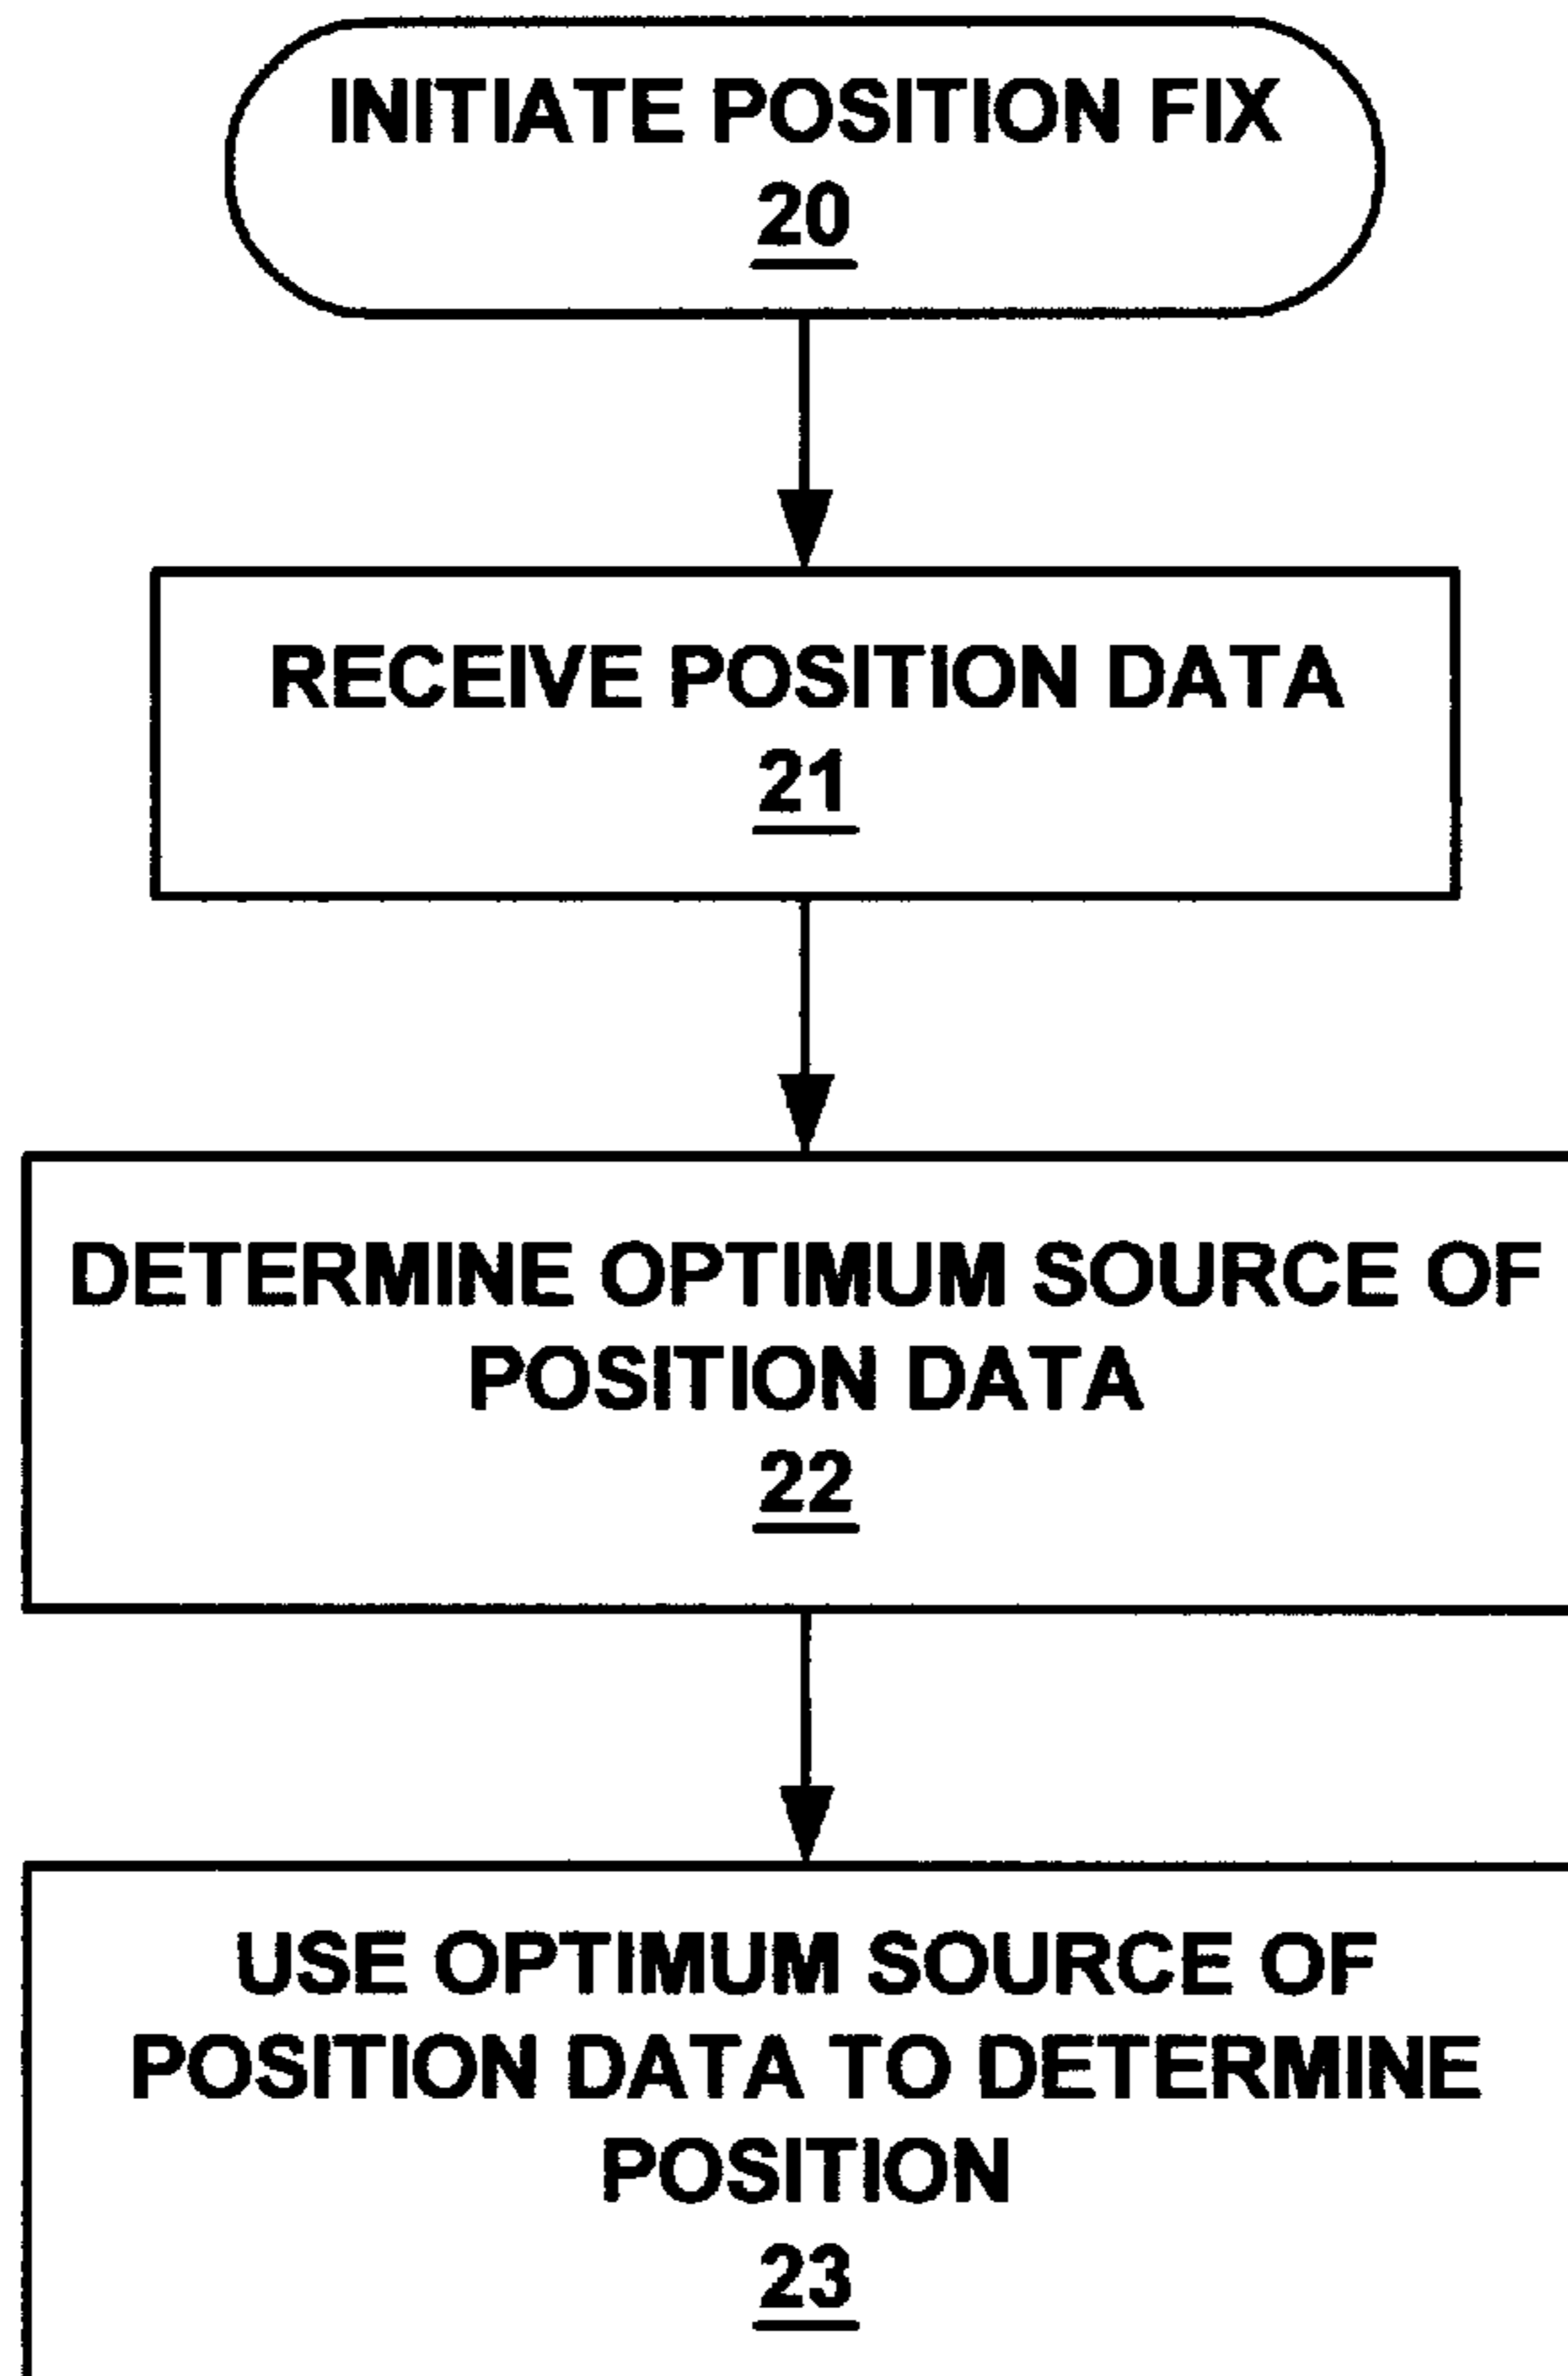 INITIATE POSITION FIX
20
RECEIVE POSITION DATA
21
DETERMINE OPTIMUM SOURCE OF
POSITION DATA
22
USE OPTIMUM SOURCE OF
POSITION DATA TO DETERMINE
POSITION
23